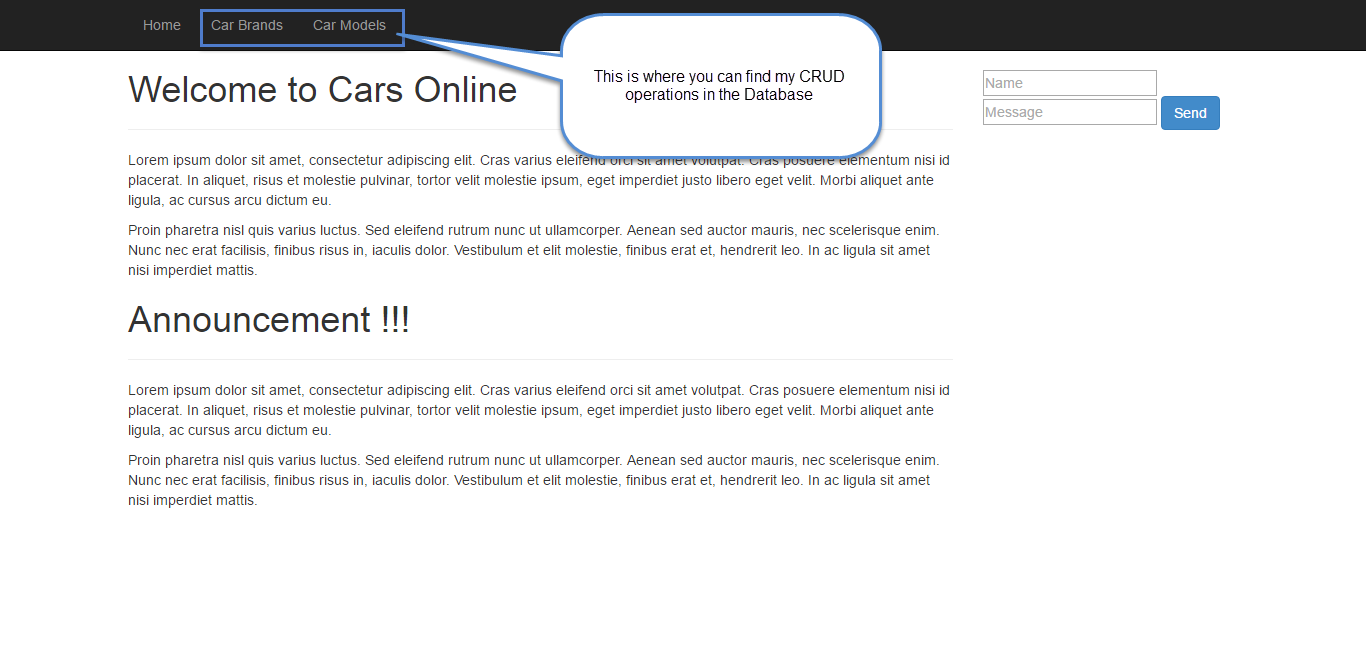 Home Car Brands Car Models
This is where you can find my CRUD
operations in the Database
Welcome to Cars Online
Lorem ipsum dolor sit amet, consectetur adipiscing elit. Cras varius eleifend orci sit amet volutpat. Cras posuere elementum nisi id
placerat. In aliquet, risus et molestie pulvinar, tortor velit molestie ipsum, eget imperdiet justo libero eget velit. Morbi aliquet ante
ligula, ac cursus arcu dictum eu.
Proin pharetra nisl quis varius luctus. Sed eleifend rutrum nunc ut ullamcorper. Aenean sed auctor mauris, nec scelerisque enim.
Nunc nec erat facilisis, finibus risus in, iaculis dolor. Vestibulum et elit molestie, finibus erat et, hendrerit leo. In ac ligula sit amet
nisi imperdiet mattis.
Announcement !!!
Lorem ipsum dolor sit amet, consectetur adipiscing elit. Cras varius eleifend orci sit amet volutpat. Cras posuere elementum nisi id
placerat. In aliquet, risus et molestie pulvinar, tortor velit molestie ipsum, eget imperdiet justo libero eget velit. Morbi aliquet ante
ligula, ac cursus arcu dictum eu.
Proin pharetra nisl quis varius luctus. Sed eleifend rutrum nunc ut ullamcorper. Aenean sed auctor mauris, nec scelerisque enim.
Nunc nec erat facilisis, finibus risus in, iaculis dolor. Vestibulum et elit molestie, finibus erat et, hendrerit leo. In ac ligula sit amet
nisi imperdiet mattis.
Name
Message
Send